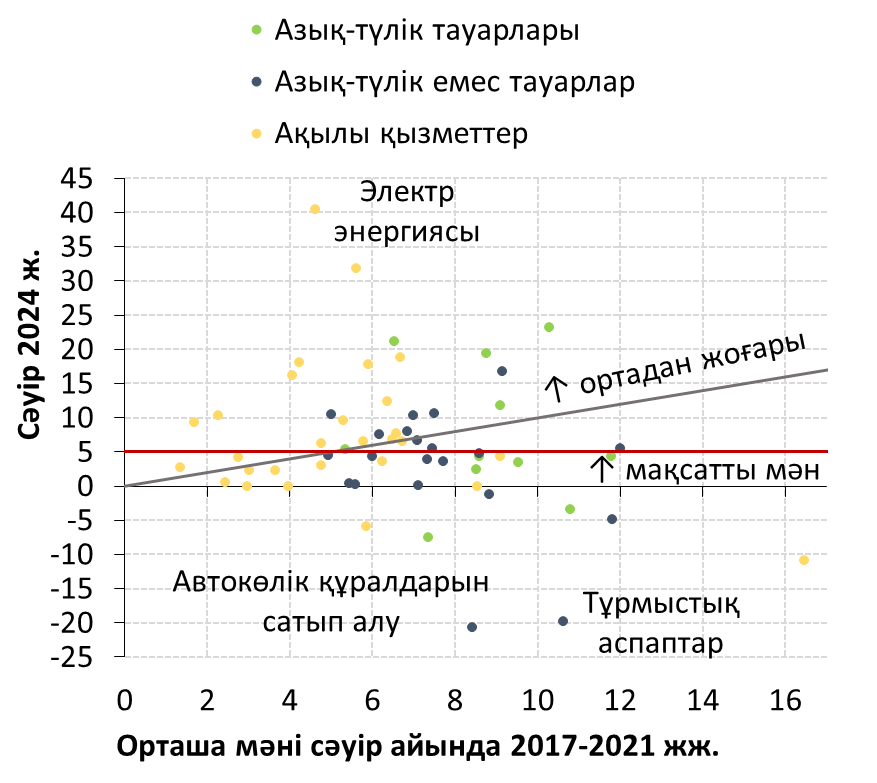 Азық-түлік тауарлары
Азық-түлік емес тауарлар
Ақылы қызметтер
Сәуір 2024 ж.
45
40
35
30
25
20
15
10
5
0
-5
-10
-15
-20
-25
Электр
энергиясы
↑ ортадан жоғары
↑ мақсатты мән
Автокөлік құралдарын
сатып алу
Тұрмыстық
аспаптар
0 2 4 6 8 10 12 14 16
Орташа мәні сәуір айында 2017-2021 жж.